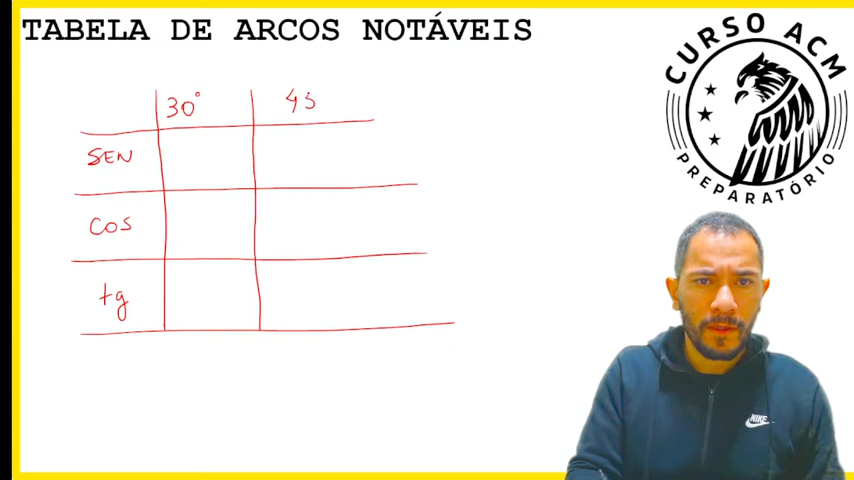 TABELA DE ARCOS NOTÁVEIS
CURSO ACM
PREPARATÓRIO
30° 45
SEN
COS
tg
NIKE